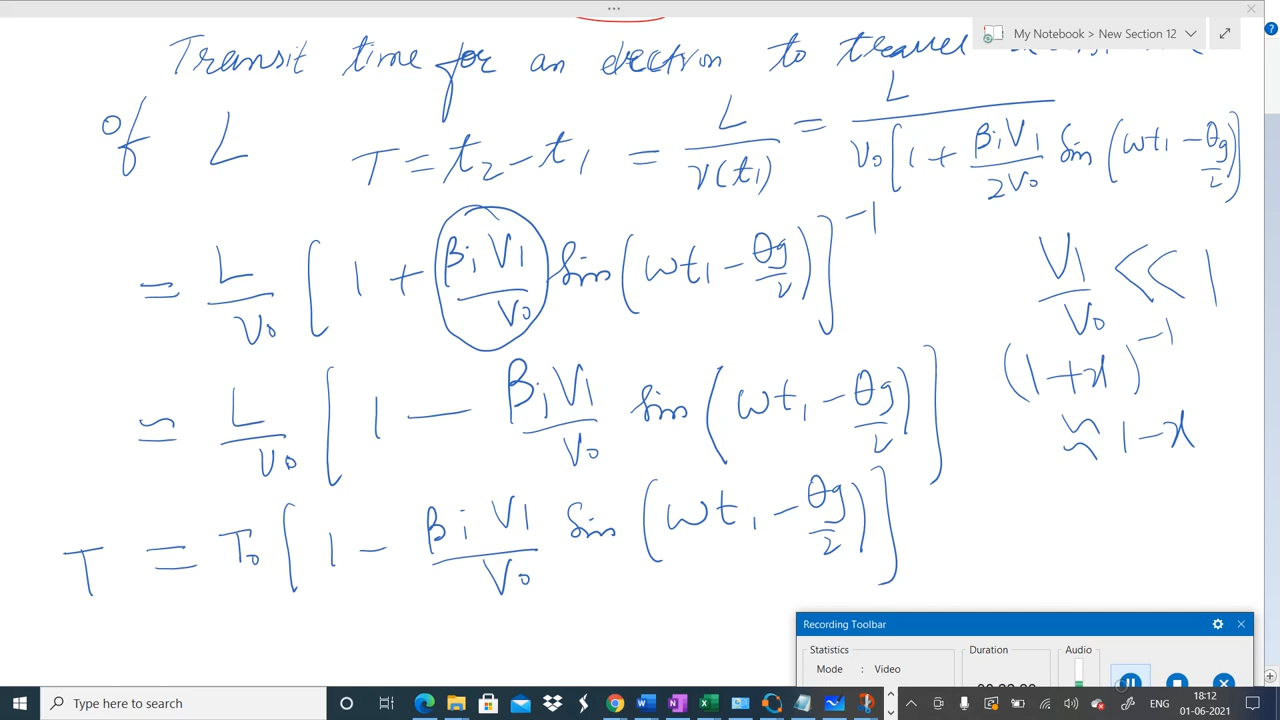 My Notebook > New Section 12
Transit time for an electron to travel
of L T = t₂ - t₁ = L/v(t₁) = L/v₀[1 + βᵢV₁/2V₀ sin(ωt₁ - θg/2)]
= L/v₀ [1 + βᵢV₁/V₀ sin(ωt₁ - θg/2)]⁻¹
V₁/V₀ << 1
(1+x)⁻¹
≈ 1-x
≃ L/v₀ [1 - βᵢV₁/V₀ sin(ωt₁ - θg/2)]
T = T₀ [1 - βᵢV₁/V₀ sin(ωt₁ - θg/2)]
Recording Toolbar
Statistics Duration Audio
Mode : Video
Type here to search
ENG
18:12
01-06-2021